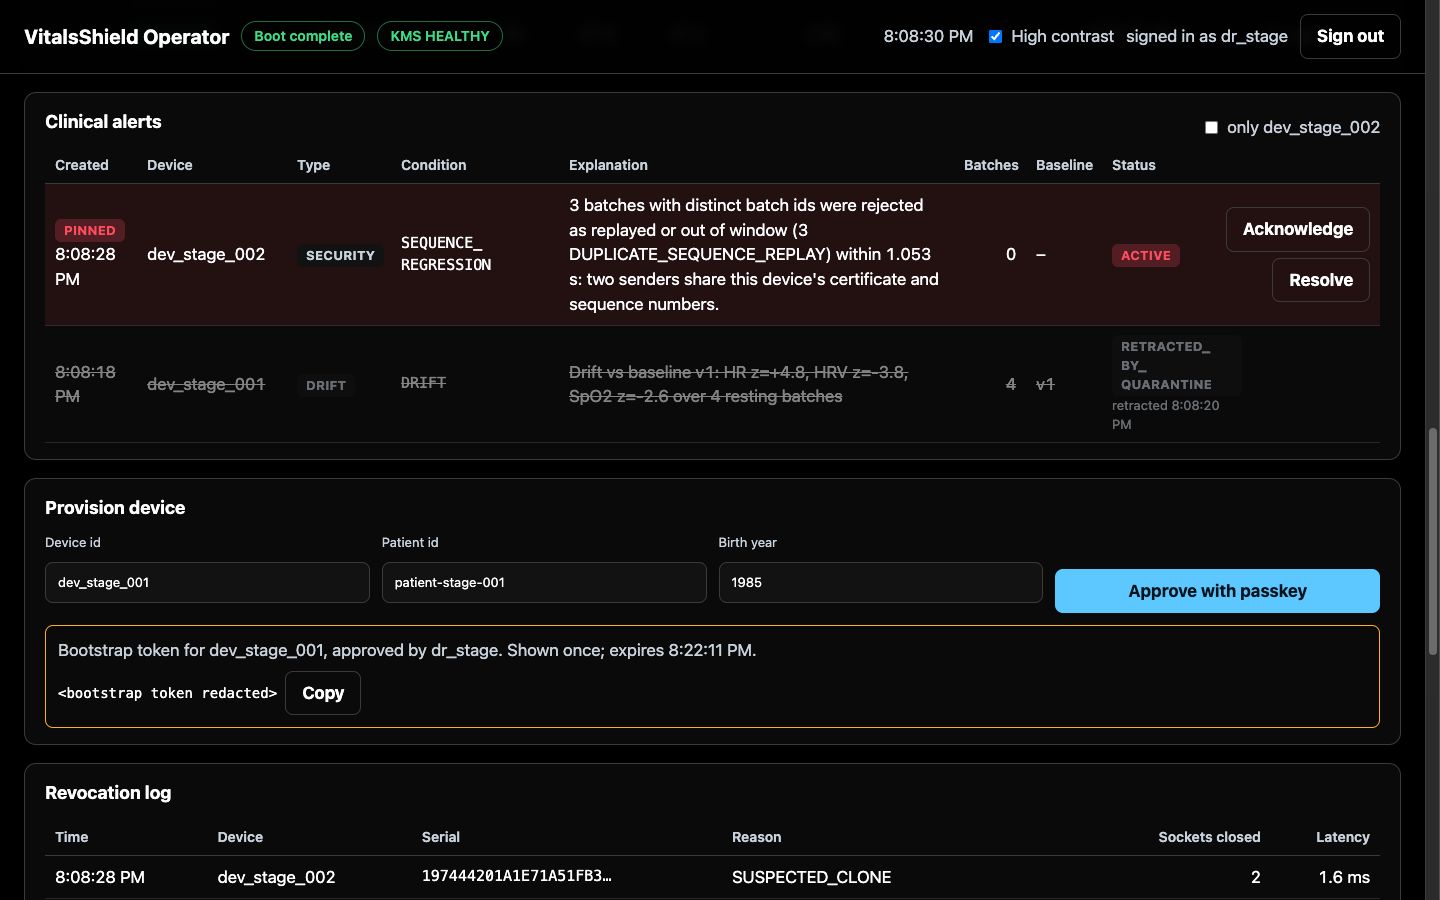 VitalsShield Operator
Boot complete
KMS HEALTHY
8:08:30 PM
High contrast
signed in as dr_stage
Sign out
Clinical alerts
only dev_stage_002
Created
Device
Type
Condition
Explanation
Batches
Baseline
Status
PINNED
8:08:28
PM
dev_stage_002
SECURITY
SEQUENCE_
REGRESSION
3 batches with distinct batch ids were rejected
as replayed or out of window (3
DUPLICATE_SEQUENCE_REPLAY) within 1.053
s: two senders share this device's certificate and
sequence numbers.
0
–
ACTIVE
Acknowledge
Resolve
8:08:18
PM
dev_stage_001
DRIFT
DRIFT
Drift vs baseline v1: HR z=+4.8, HRV z=-3.8,
SpO2 z=-2.6 over 4 resting batches
4
v1
RETRACTED_
BY_
QUARANTINE
retracted 8:08:20
PM
Provision device
Device id
Patient id
Birth year
dev_stage_001
patient-stage-001
1985
Approve with passkey
Bootstrap token for dev_stage_001, approved by dr_stage. Shown once; expires 8:22:11 PM.
<bootstrap token redacted>
Copy
Revocation log
Time
Device
Serial
Reason
Sockets closed
Latency
8:08:28 PM
dev_stage_002
197444201A1E71A51FB3…
SUSPECTED_CLONE
2
1.6 ms